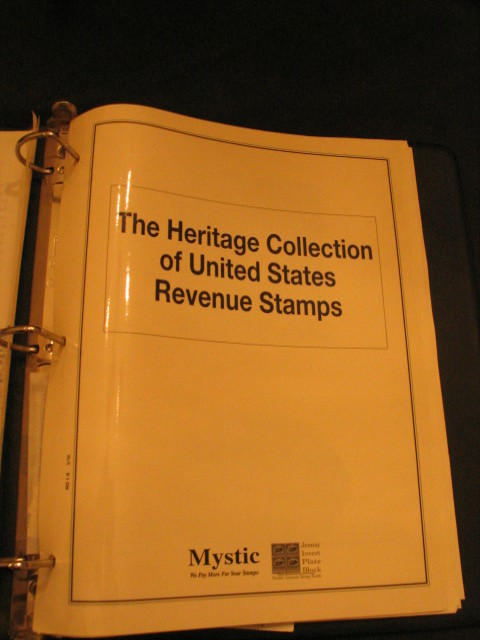 The Heritage Collection
of United States
Revenue Stamps
Mystic
We Pay More For Your Stamps
Jenny
Invert
Plate
Block